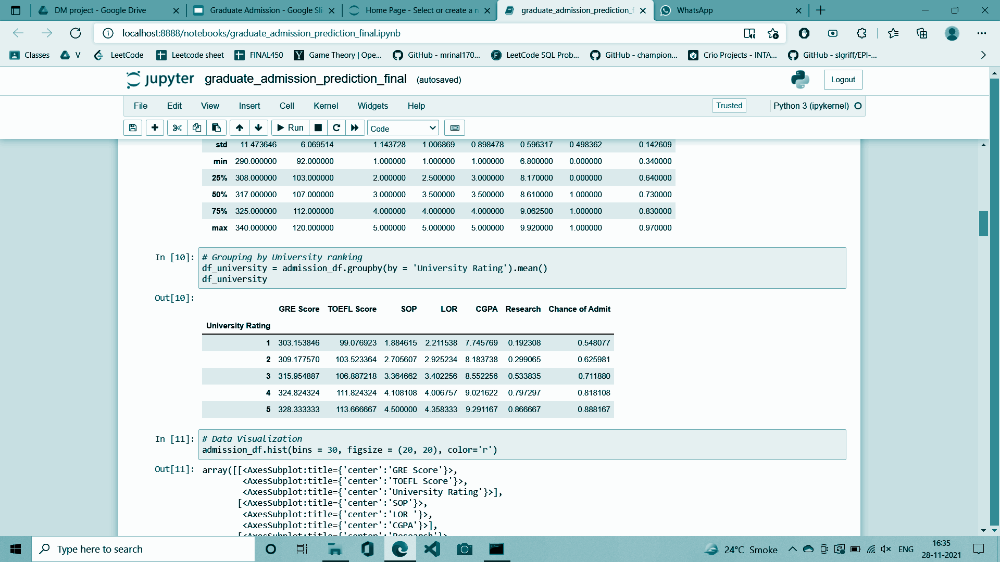 DM project - Google Drive
Graduate Admission - Google Sli
Home Page - Select or create a n
graduate_admission_prediction_f
WhatsApp
localhost:8888/notebooks/graduate_admission_prediction_final.ipynb
Classes V LeetCode Leetcode sheet FINAL450 Game Theory | Ope... GitHub - mrinal170... LeetCode SQL Prob... GitHub - champion... Crio Projects - INTA... GitHub - slgriff/EPI-...
jupyter graduate_admission_prediction_final (autosaved)
Logout
File Edit View Insert Cell Kernel Widgets Help Trusted Python 3 (ipykernel)
Run Code
std 11.473646 6.069514 1.143728 1.006869 0.898478 0.596317 0.498362 0.142609
min 290.000000 92.000000 1.000000 1.000000 1.000000 6.800000 0.000000 0.340000
25% 308.000000 103.000000 2.000000 2.500000 3.000000 8.170000 0.000000 0.640000
50% 317.000000 107.000000 3.000000 3.500000 3.500000 8.610000 1.000000 0.730000
75% 325.000000 112.000000 4.000000 4.000000 4.000000 9.062500 1.000000 0.830000
max 340.000000 120.000000 5.000000 5.000000 5.000000 9.920000 1.000000 0.970000
In [10]: # Grouping by University ranking
df_university = admission_df.groupby(by = 'University Rating').mean()
df_university
Out[10]:
GRE Score TOEFL Score SOP LOR CGPA Research Chance of Admit
University Rating
1 303.153846 99.076923 1.884615 2.211538 7.745769 0.192308 0.548077
2 309.177570 103.523364 2.705607 2.925234 8.183738 0.299065 0.625981
3 315.954887 106.887218 3.364662 3.402256 8.552256 0.533835 0.711880
4 324.824324 111.824324 4.108108 4.006757 9.021622 0.797297 0.818108
5 328.333333 113.666667 4.500000 4.358333 9.291167 0.866667 0.888167
In [11]: # Data Visualization
admission_df.hist(bins = 30, figsize = (20, 20), color='r')
Out[11]: array([[<AxesSubplot:title={'center':'GRE Score'}>,
<AxesSubplot:title={'center':'TOEFL Score'}>,
<AxesSubplot:title={'center':'University Rating'}>],
[<AxesSubplot:title={'center':'SOP'}>,
<AxesSubplot:title={'center':'LOR '}>,
<AxesSubplot:title={'center':'CGPA'}>],
[<AxesSubplot:title={'center':'Research'}>
Type here to search
24°C Smoke
ENG
16:35
28-11-2021